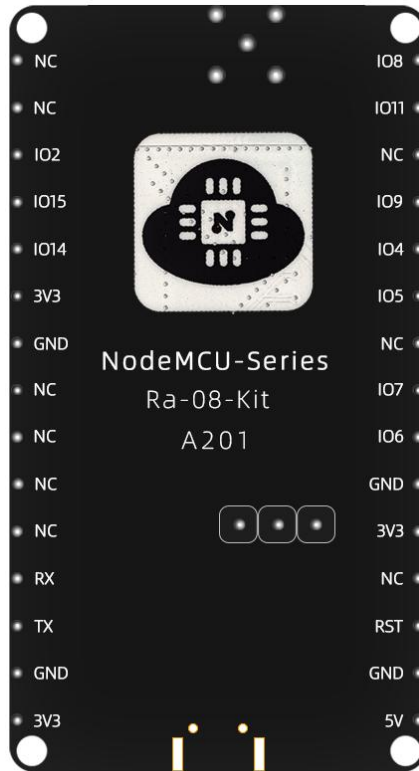 NC IO8
NC IO11
IO2 NC
IO15 IO9
IO14 IO4
3V3 IO5
GND NC
NodeMCU-Series
NC IO7
Ra-08-Kit
NC IO6
A201
NC GND
NC 3V3
RX NC
TX RST
GND GND
3V3 5V